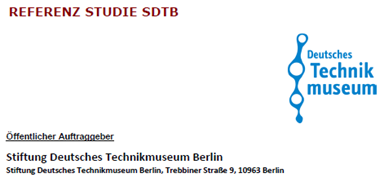 REFERENZ STUDIE SDTB
Deutsches
Technik
museum
Öffentlicher Auftraggeber
Stiftung Deutsches Technikmuseum Berlin
Stiftung Deutsches Technikmuseum Berlin, Trebbiner Straße 9, 10963 Berlin